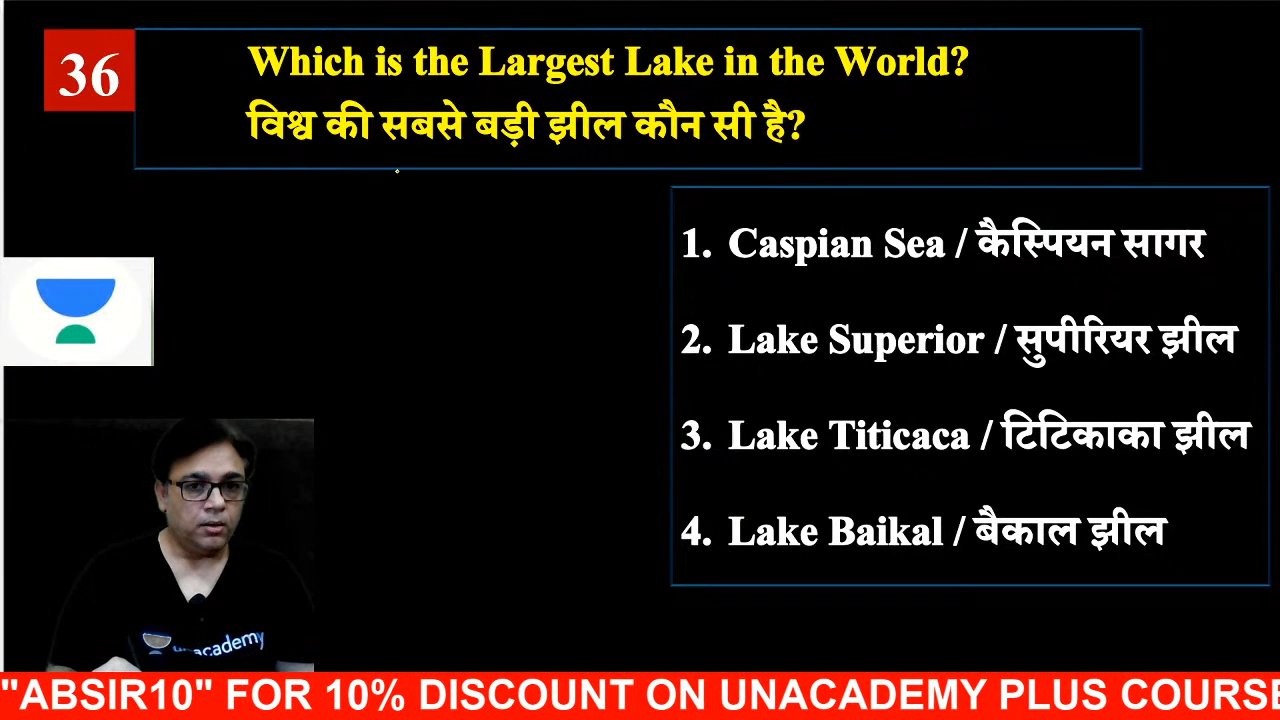 36
Which is the Largest Lake in the World?
विश्व की सबसे बड़ी झील कौन सी है?
1. Caspian Sea / कैस्पियन सागर
2. Lake Superior / सुपीरियर झील
3. Lake Titicaca / टिटिकाका झील
4. Lake Baikal / बैकाल झील
unacademy
"ABSIR10" FOR 10% DISCOUNT ON UNACADEMY PLUS COURSE